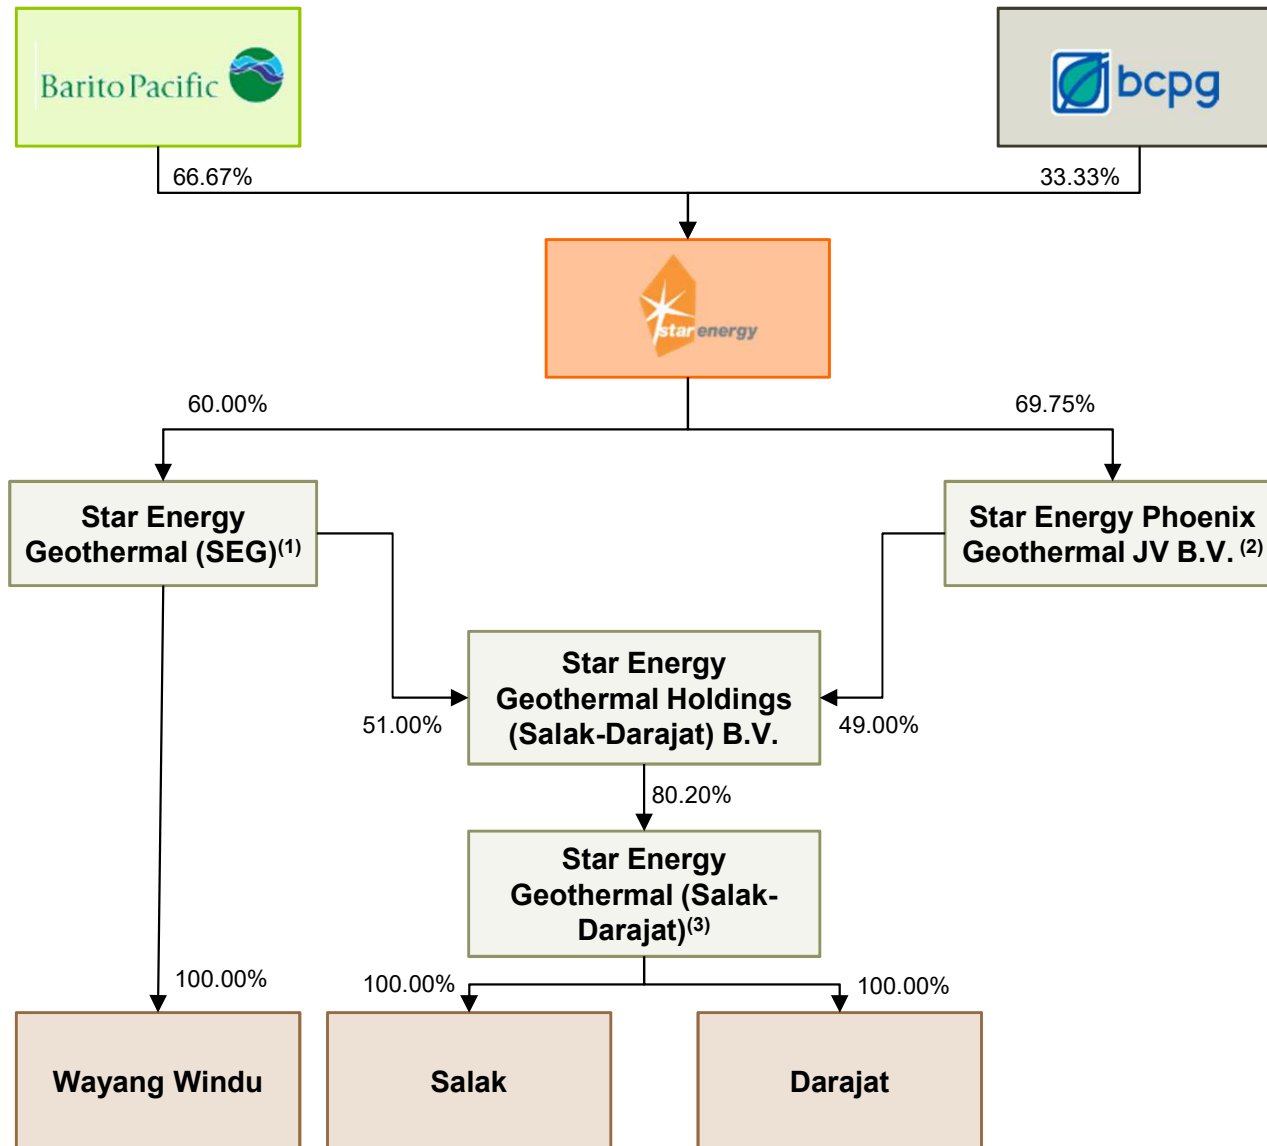 Barito Pacific
bcpg
66.67%
33.33%
star energy
60.00%
69.75%
Star Energy
Geothermal (SEG)(1)
Star Energy Phoenix
Geothermal JV B.V. (2)
Star Energy
Geothermal Holdings
(Salak-Darajat) B.V.
51.00%
49.00%
80.20%
Star Energy
Geothermal (Salak-
Darajat)(3)
100.00%
100.00%
100.00%
Wayang Windu
Salak
Darajat